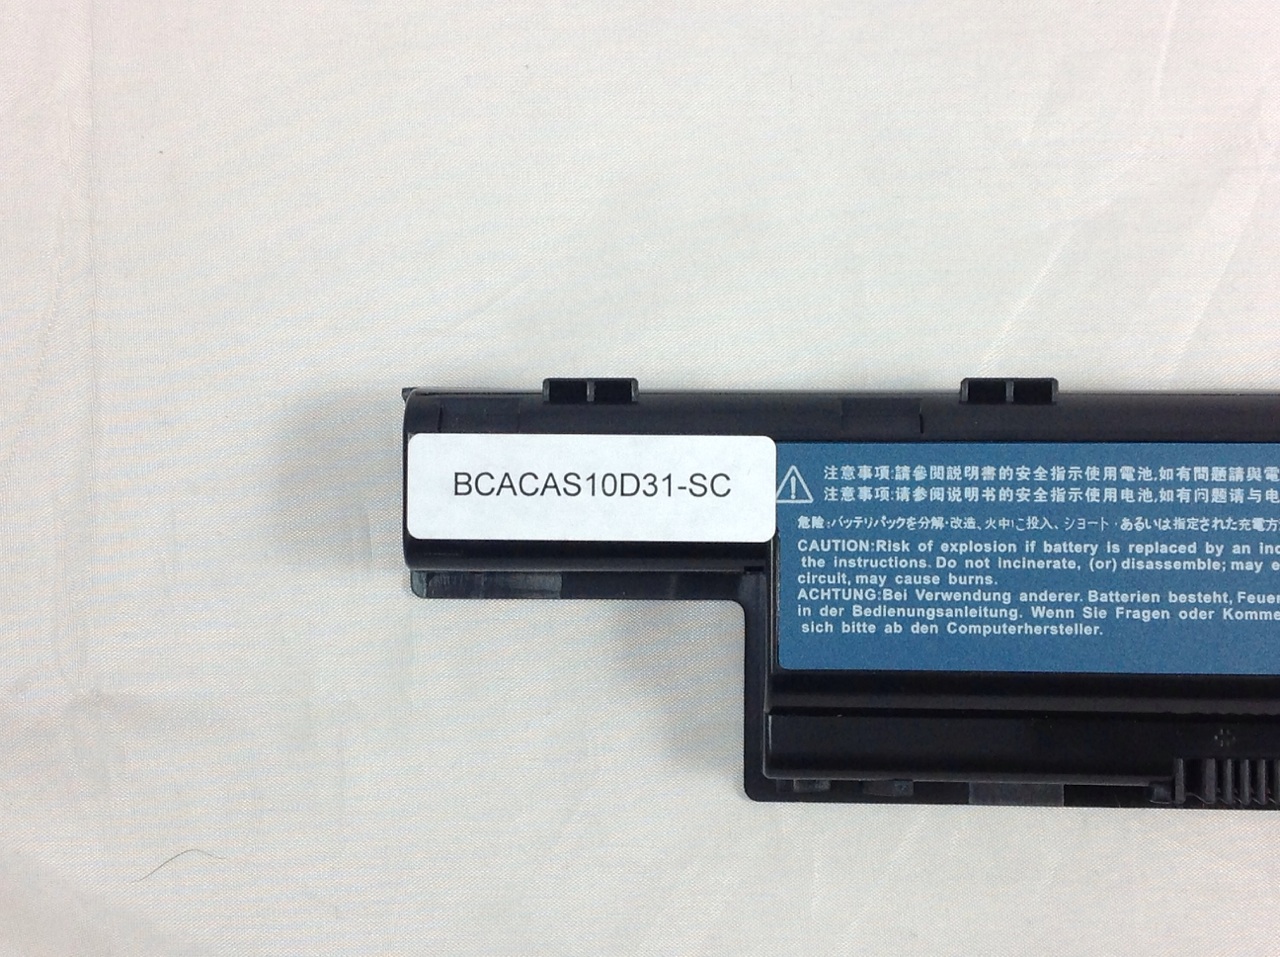 BCACAS10D31-SC
注意事項:請參閱説明書的安全指示使用電池,如有問題請與電
注意事项:请参阅说明书的安全指示使用电池,如有问题请与电
危険:バッテリパックを分解・改造、火中に投入、ショート・あるいは指定された充電方
CAUTION:Risk of explosion if battery is replaced by an inc
the instructions. Do not incinerate, (or) disassemble; may e
circuit, may cause burns.
ACHTUNG:Bei Verwendung anderer. Batterien besteht, Feuer
in der Bedienungsanleitung. Wenn Sie Fragen oder Komme
sich bitte ab den Computerhersteller.